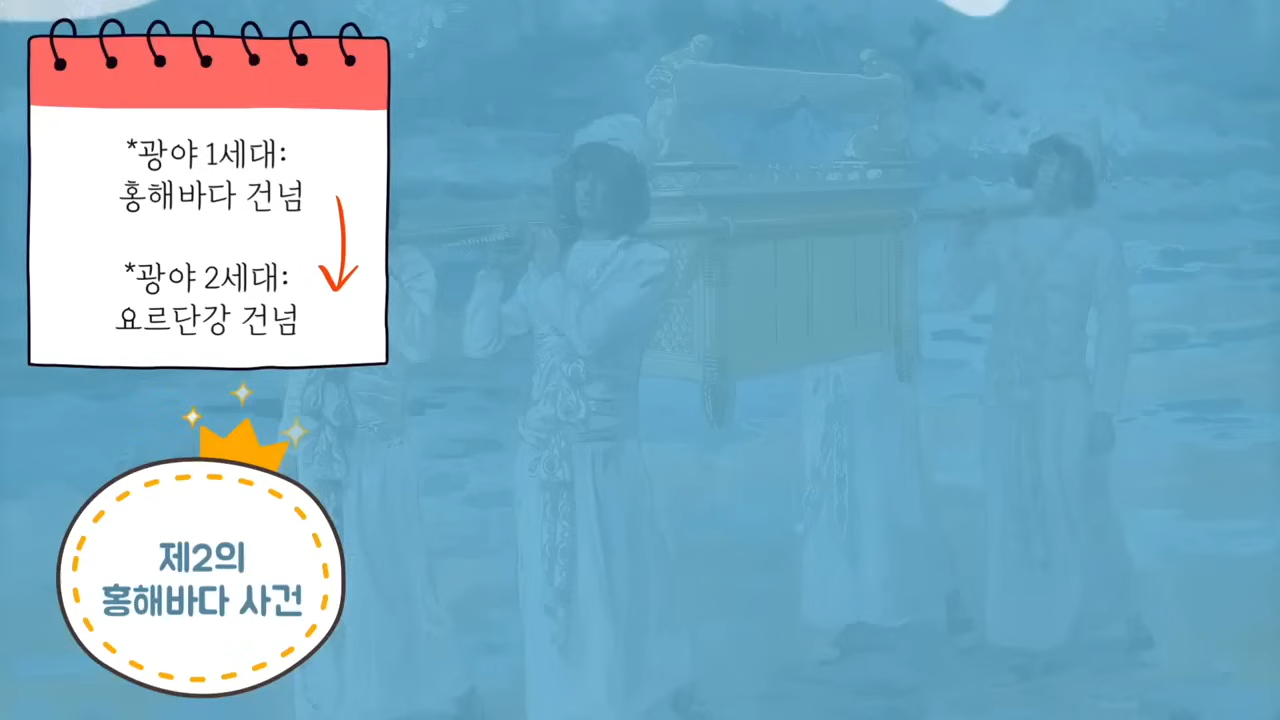 *광야 1세대:
홍해바다 건넘
*광야 2세대:
요르단강 건넘
제2의
홍해바다 사건